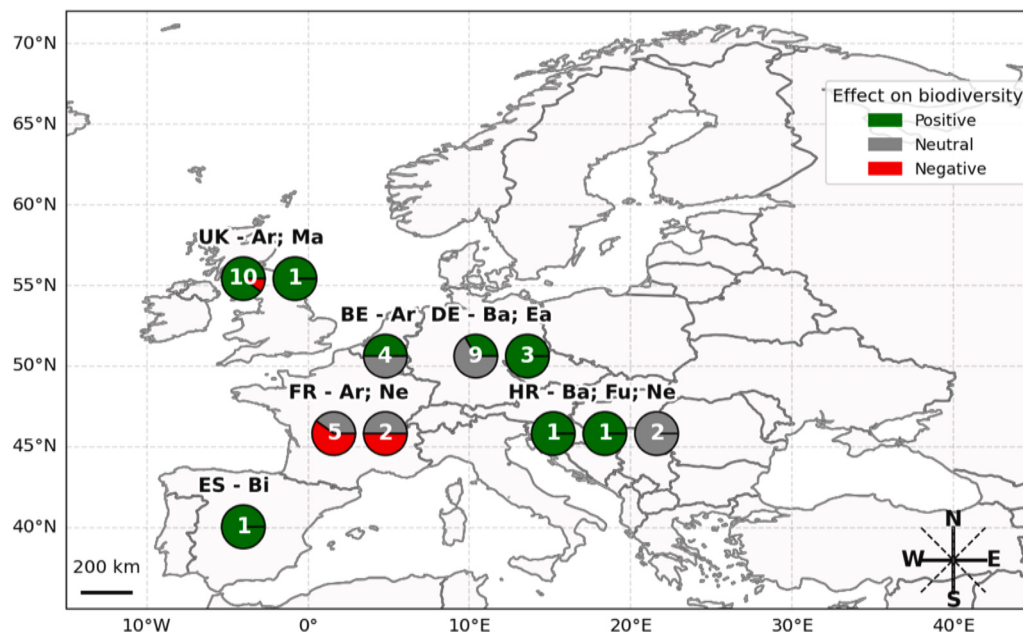 70°N
Effect on biodiversity
Positive
65°N
Neutral
Negative
60°N
UK - Ar; Ma
10 1
55°N
BE - Ar DE - Ba; Ea
4 9 3
50°N
FR - Ar; Ne HR - Ba; Fu; Ne
5 2 1 1 2
45°N
ES - Bi
1
40°N
N
W E
S
200 km
10°W 0° 10°E 20°E 30°E 40°E